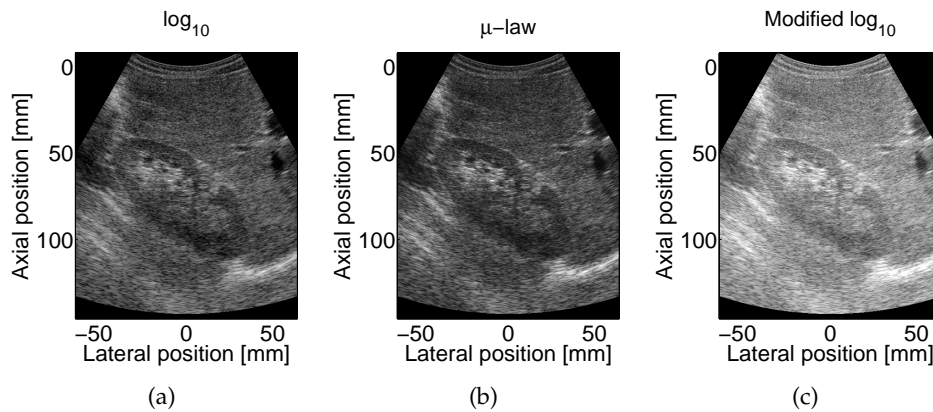 log₁₀
μ−law
Modified log₁₀
Axial position [mm]
0
50
100
−50 0 50
Lateral position [mm]
Axial position [mm]
0
50
100
−50 0 50
Lateral position [mm]
Axial position [mm]
0
50
100
−50 0 50
Lateral position [mm]
(a)
(b)
(c)